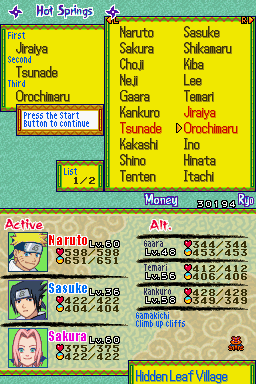 Hot Springs
L R
First
Jiraiya
Second
Tsunade
Third
Orochimaru
Press the Start
Button to continue
List
1/2
Naruto Sasuke
Sakura Shikamaru
Choji Kiba
Neji Lee
Gaara Temari
Kankuro Jiraiya
Tsunade Orochimaru
Kakashi Ino
Shino Hinata
Tenten Itachi
Money 30194 Ryo
Active Alt.
Naruto Lv.60
598/598
651/651
Sasuke Lv.36
422/422
404/404
Sakura Lv.60
375/375
422/422
Gaara
Lv.48 344/344
453/453
Temari
Lv.56 412/412
406/406
Kankuro
Lv.58 428/428
349/349
Gamakichi
Climb up cliffs
Hidden Leaf Village